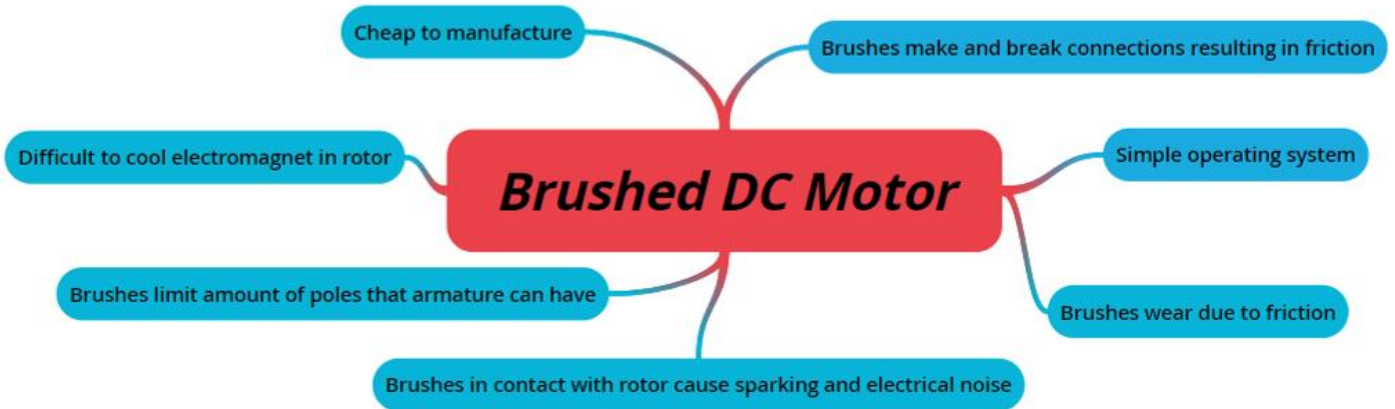 Cheap to manufacture
Brushes make and break connections resulting in friction
Difficult to cool electromagnet in rotor
Simple operating system
Brushed DC Motor
Brushes limit amount of poles that armature can have
Brushes wear due to friction
Brushes in contact with rotor cause sparking and electrical noise